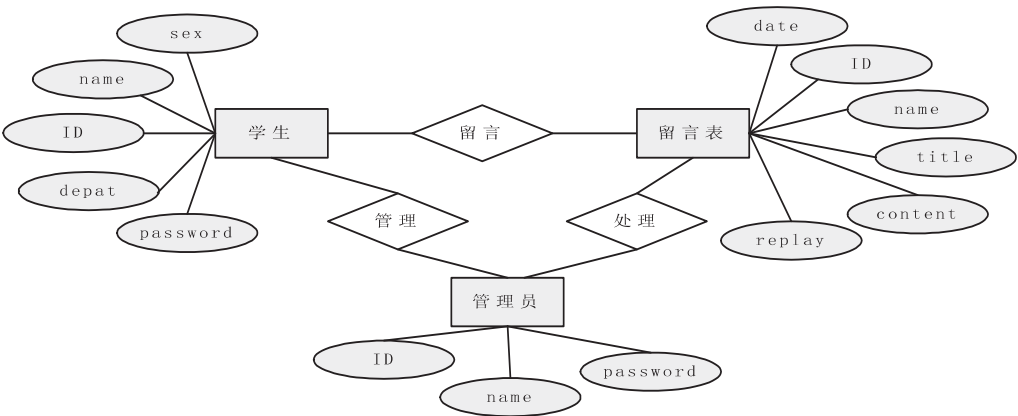 sex
name
ID
depat
password
学生
留言
留言表
date
ID
name
title
content
replay
管理
处理
管理员
ID
name
password